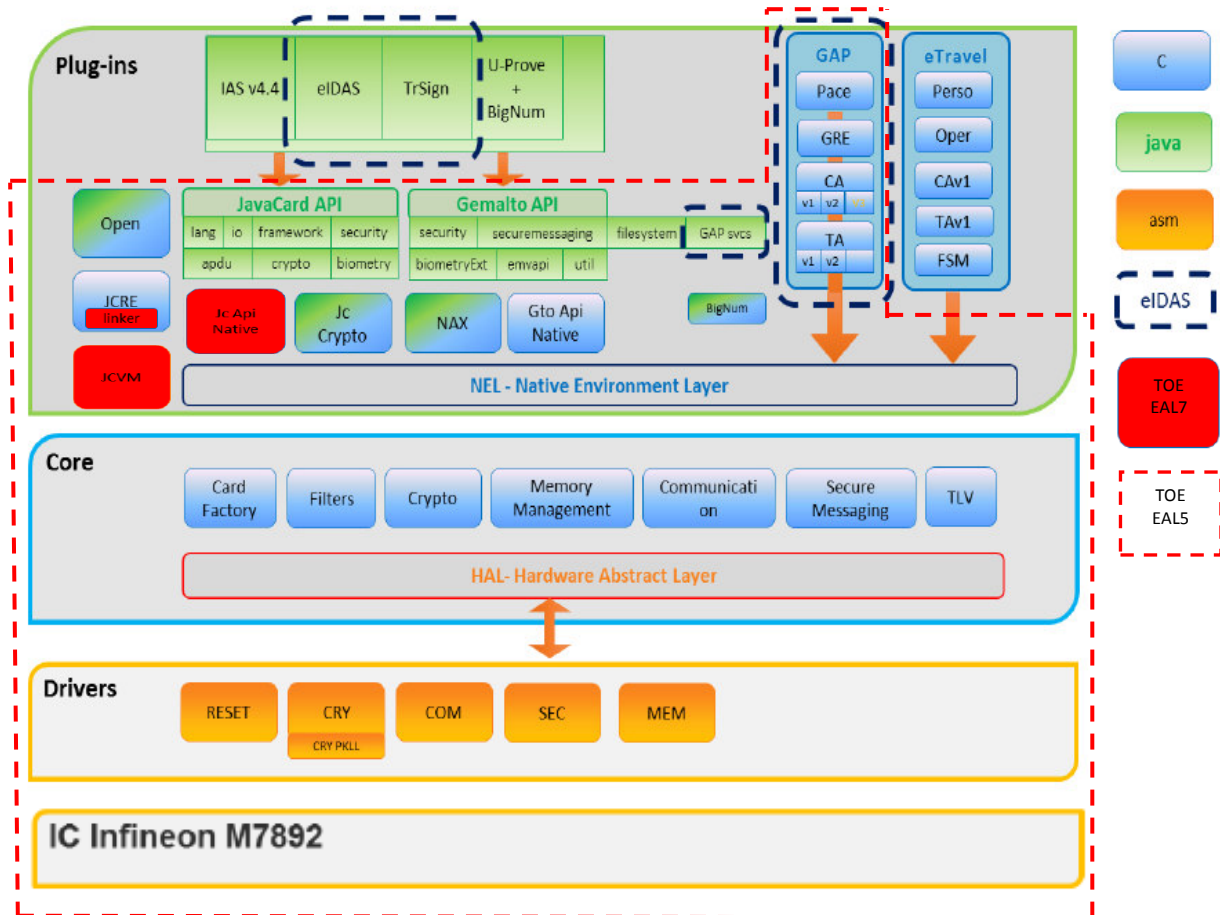 Plug-ins
IAS v4.4
eIDAS
TrSign
U-Prove
+
BigNum
GAP
Pace
GRE
CA
v1
v2
v3
TA
v1
v2
eTravel
Perso
Oper
CAv1
TAv1
FSM
Open
JCRE
linker
JCVM
JavaCard API
lang
io
framework
security
apdu
crypto
biometry
Gemalto API
security
securemessaging
filesystem
GAP svcs
biometryExt
emvapi
util
Jc Api
Native
Jc
Crypto
NAX
Gto Api
Native
BigNum
NEL - Native Environment Layer
Core
Card
Factory
Filters
Crypto
Memory
Management
Communicati
on
Secure
Messaging
TLV
HAL- Hardware Abstract Layer
Drivers
RESET
CRY
CRY PKLL
COM
SEC
MEM
IC Infineon M7892
C
java
asm
eIDAS
TOE
EAL7
TOE
EAL5